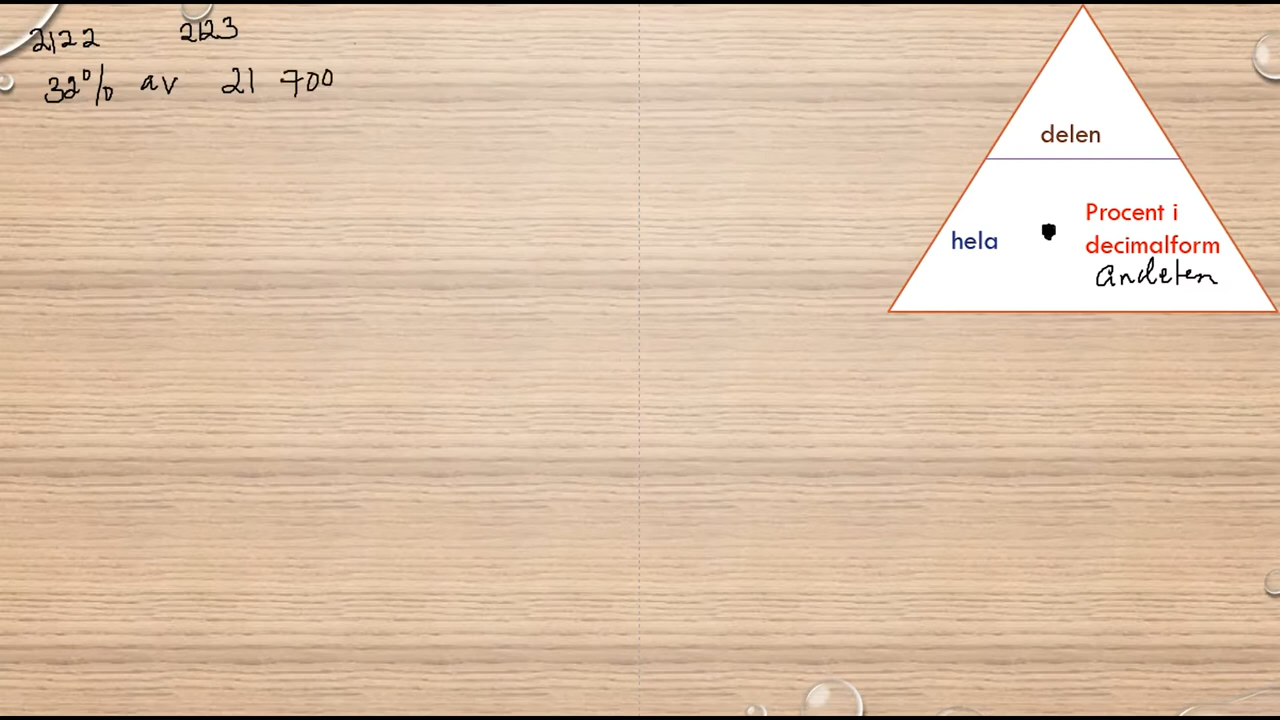 2122 2123
32% av 21 700
delen
hela • Procent i
decimalform
andelen